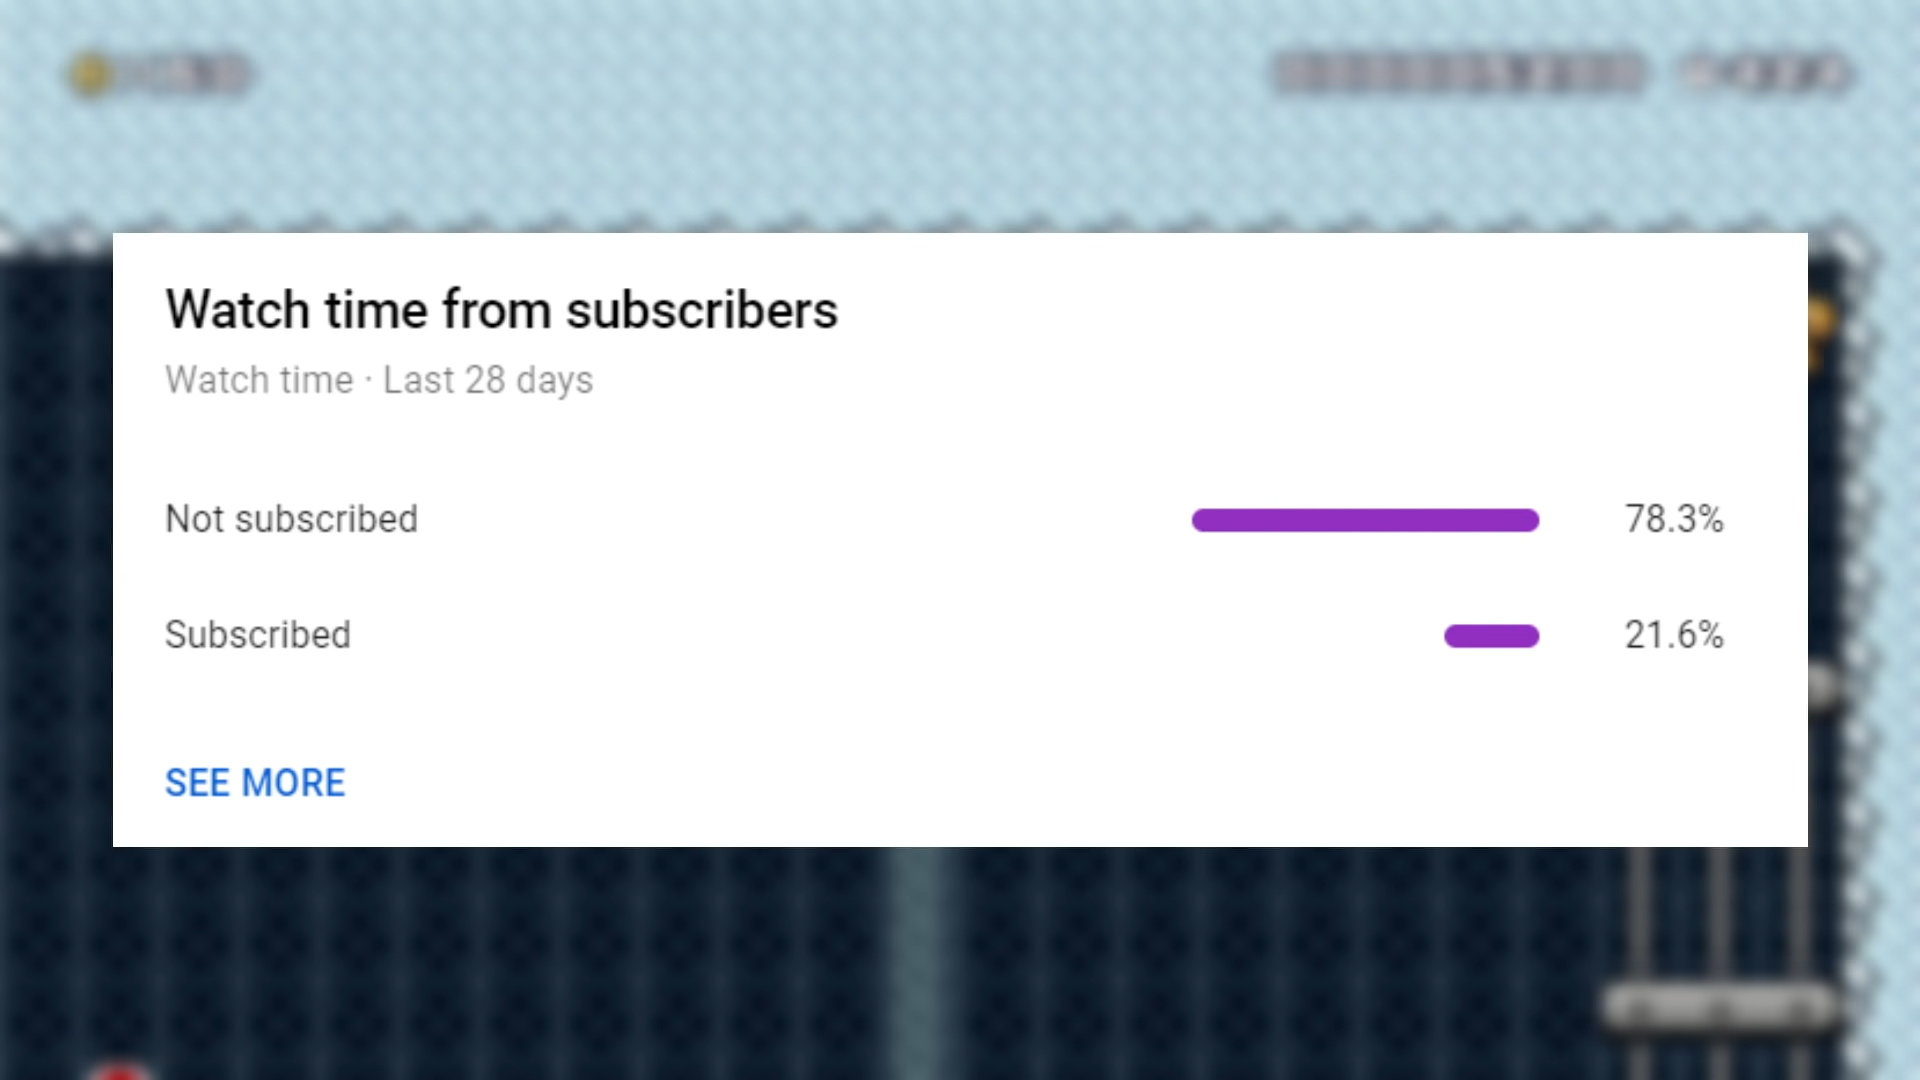 Watch time from subscribers
Watch time · Last 28 days
Not subscribed 78.3%
Subscribed 21.6%
SEE MORE